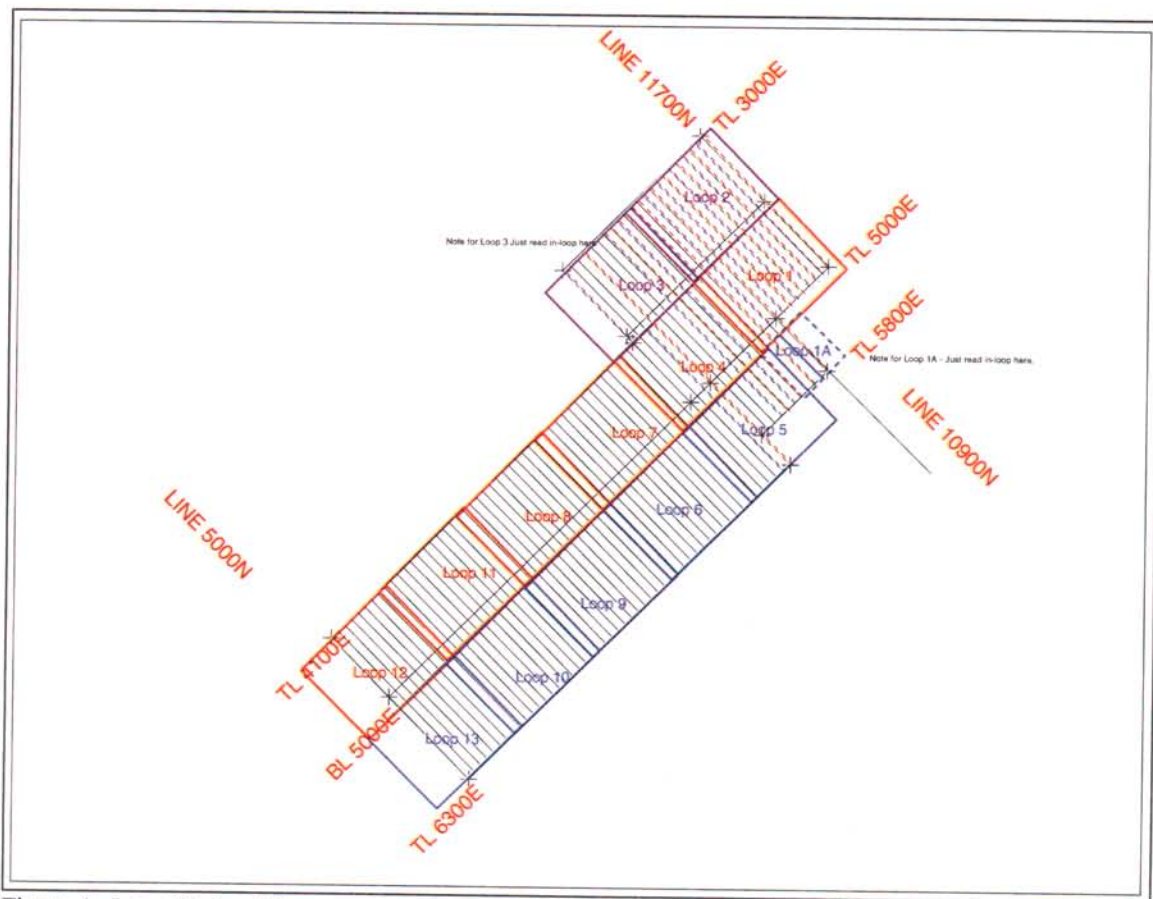 LINE 11700N
TL 3000E
Loop 2
TL 5000E
Note for Loop 3 Just read in-loop here.
Loop 1
Loop 3
TL 5800E
Loop 1A
Note for Loop 1A - Just read in-loop here.
Loop 4
LINE 10900N
Loop 7
Loop 5
LINE 5000N
Loop 8
Loop 6
Loop 11
Loop 9
TL 4100E
Loop 12
Loop 10
BL 5000E
Loop 13
TL 6300E